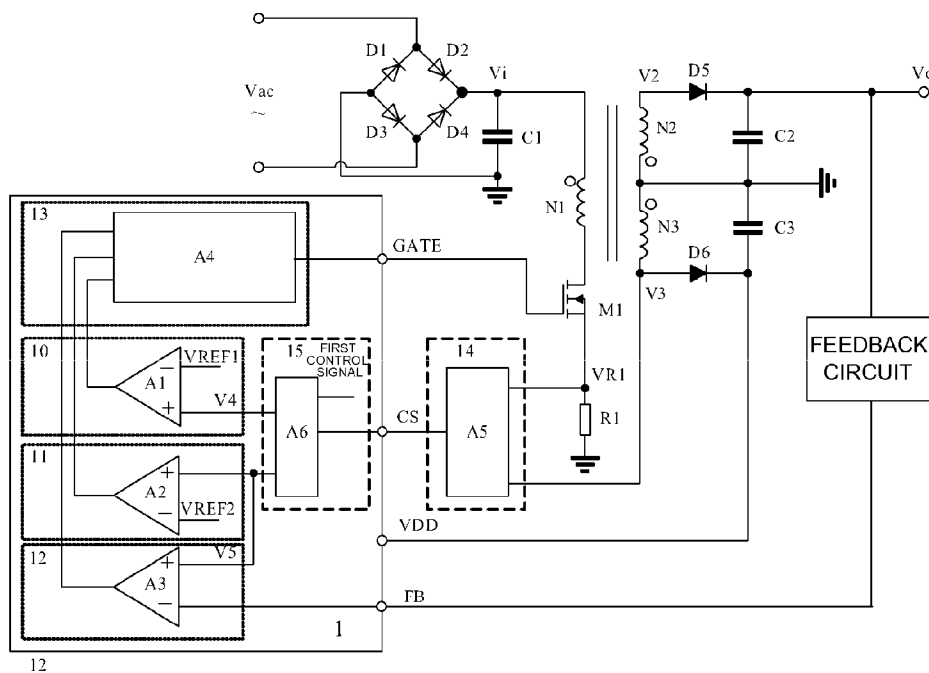 D1
D2
Vi
V2
D5
Vo
Vac
~
D3
D4
C1
N2
C2
13
A4
GATE
N1
N3
C3
D6
V3
M1
10
VREF1
A1
V4
15
FIRST
CONTROL
SIGNAL
A6
CS
14
A5
VR1
R1
FEEDBACK
CIRCUIT
11
A2
VREF2
V5
VDD
12
A3
FB
1
12